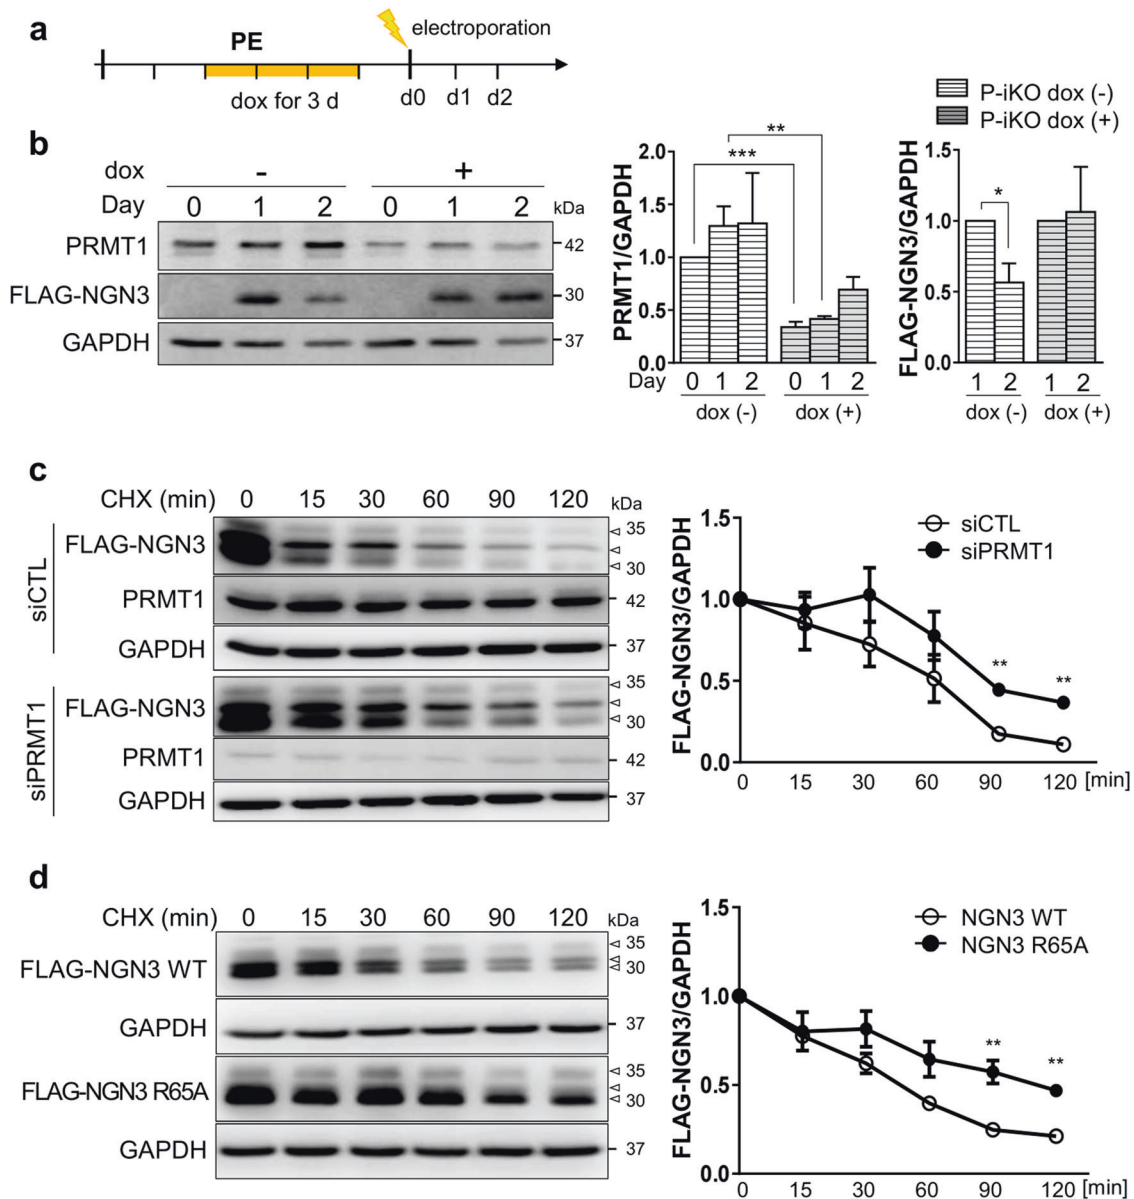 a
electroporation
PE
dox for 3 d
d0 d1 d2
b
dox - +
Day 0 1 2 0 1 2 kDa
PRMT1 42
FLAG-NGN3 30
GAPDH 37
PRMT1/GAPDH
2.0
1.5
1.0
0.5
0.0
** 
***
Day 0 1 2 0 1 2
dox (-) dox (+)
P-iKO dox (-)
P-iKO dox (+)
FLAG-NGN3/GAPDH
1.5
1.0
0.5
0.0
*
1 2 1 2
dox (-) dox (+)
c
CHX (min) 0 15 30 60 90 120 kDa
siCTL
FLAG-NGN3 35
30
PRMT1 42
GAPDH 37
siPRMT1
FLAG-NGN3 35
30
PRMT1 42
GAPDH 37
FLAG-NGN3/GAPDH
1.5
1.0
0.5
0.0
siCTL
siPRMT1
** **
0 15 30 60 90 120 [min]
d
CHX (min) 0 15 30 60 90 120 kDa
FLAG-NGN3 WT 35
30
GAPDH 37
FLAG-NGN3 R65A 35
30
GAPDH 37
FLAG-NGN3/GAPDH
1.5
1.0
0.5
0.0
NGN3 WT
NGN3 R65A
** **
0 15 30 60 90 120 [min]